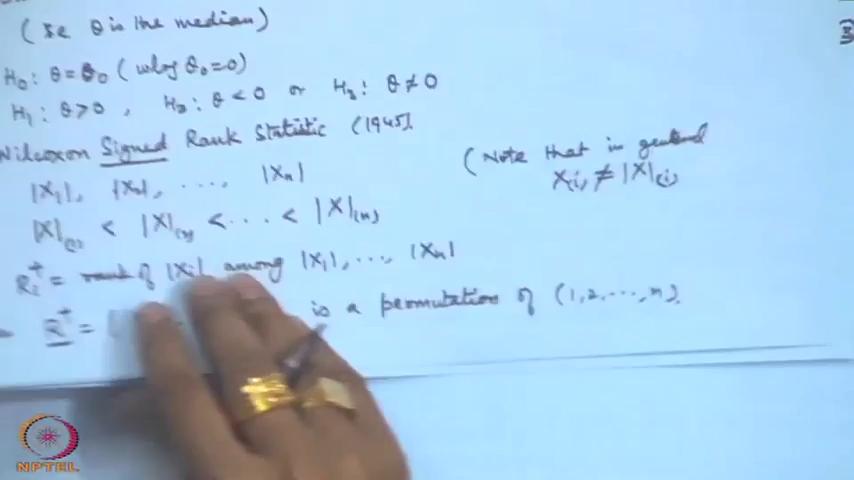 (ie θ is the median)
H₀: θ=θ₀ (wlog θ₀=0)
H₁: θ>0, H₂: θ<0 or H₃: θ≠0
Wilcoxon Signed Rank Statistic (1945).
|X₁|, |X₂|, ..., |Xₙ|
(Note that in general
X₍ᵢ₎ ≠ |X|₍ᵢ₎)
|X|₍₁₎ < |X|₍₂₎ < ... < |X|₍ₙ₎
Rᵢ⁺ = rank of |Xᵢ| among |X₁|, ..., |Xₙ|
R⁺ = is a permutation of (1,2,...,n).
NPTEL